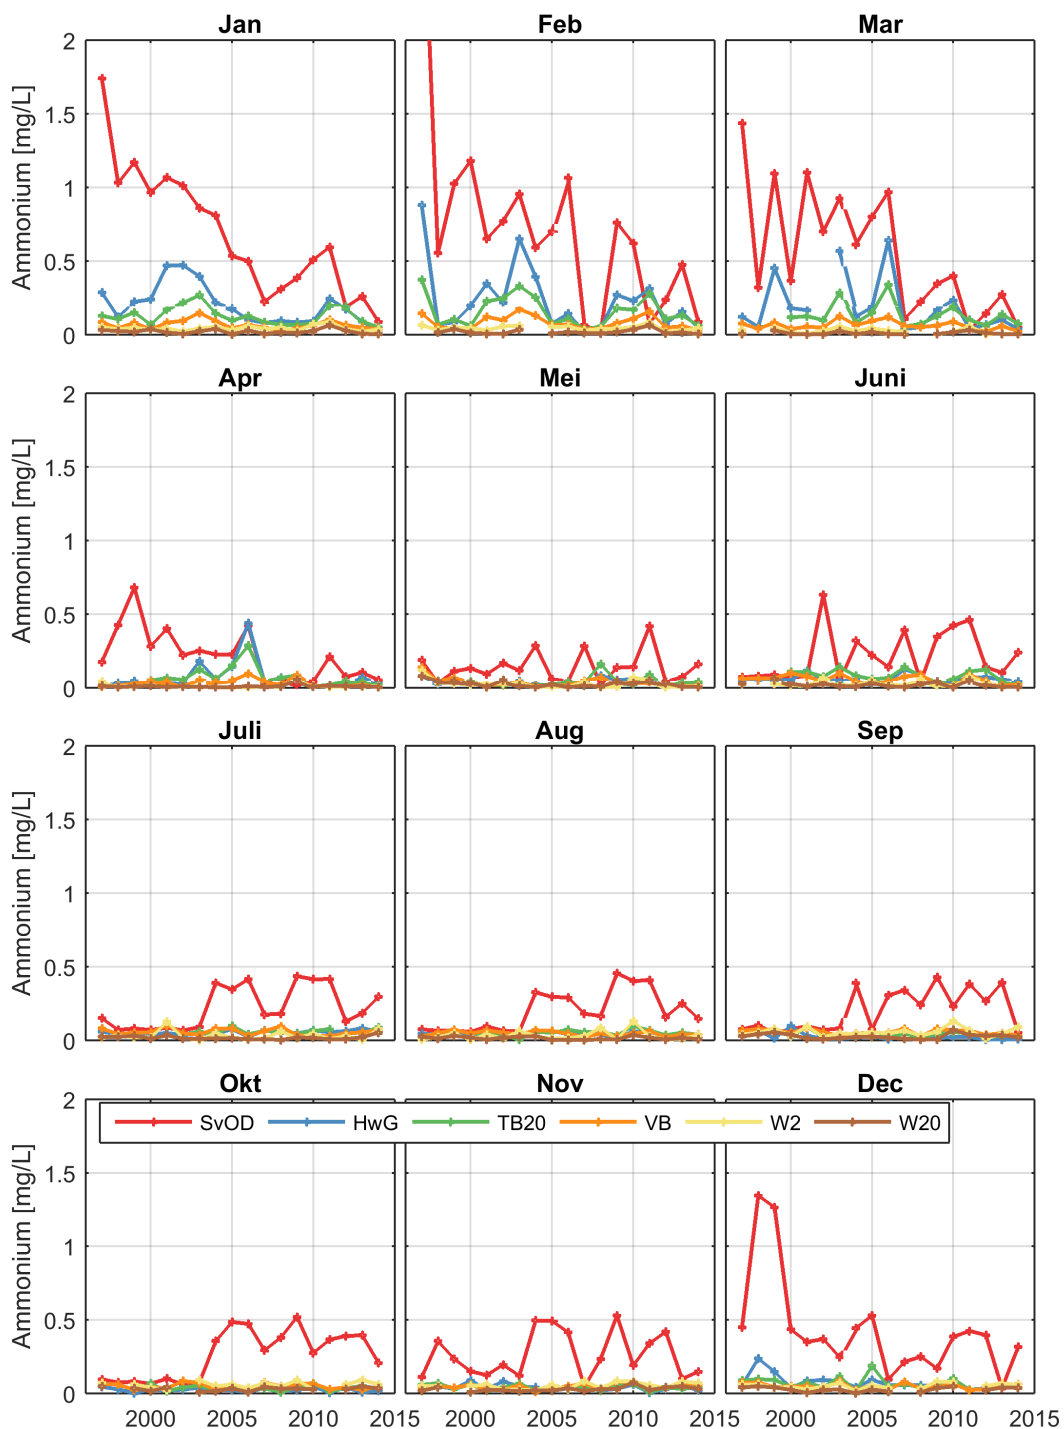 Jan Feb Mar
2
1.5
1
0.5
0
Ammonium [mg/L]
Apr Mei Juni
2
1.5
1
0.5
0
Ammonium [mg/L]
Juli Aug Sep
2
1.5
1
0.5
0
Ammonium [mg/L]
Okt Nov Dec
2
1.5
1
0.5
0
Ammonium [mg/L]
SvOD HwG TB20 VB W2 W20
2000 2005 2010 2015 2000 2005 2010 2015 2000 2005 2010 2015